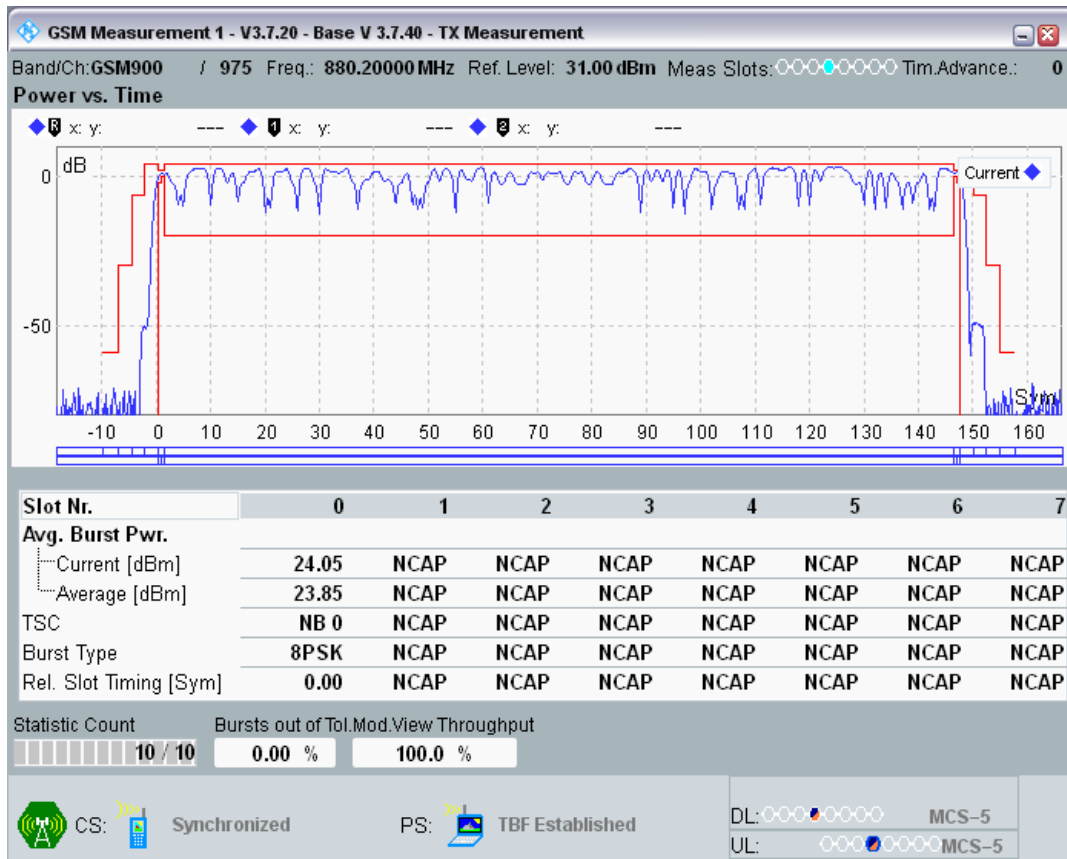 GSM Measurement 1 - V3.7.20 - Base V 3.7.40 - TX Measurement
Band/Ch:GSM900 / 975 Freq.: 880.20000 MHz Ref. Level: 31.00 dBm Meas Slots: Tim.Advance.: 0
Power vs. Time
R x: y: --- 1 x: y: --- 2 x: y: ---
dB
Current
0
-50
Sym
-10 0 10 20 30 40 50 60 70 80 90 100 110 120 130 140 150 160
Slot Nr. 0 1 2 3 4 5 6 7
Avg. Burst Pwr.
Current [dBm] 24.05 NCAP NCAP NCAP NCAP NCAP NCAP NCAP
Average [dBm] 23.85 NCAP NCAP NCAP NCAP NCAP NCAP NCAP
TSC NB 0 NCAP NCAP NCAP NCAP NCAP NCAP NCAP
Burst Type 8PSK NCAP NCAP NCAP NCAP NCAP NCAP NCAP
Rel. Slot Timing [Sym] 0.00 NCAP NCAP NCAP NCAP NCAP NCAP NCAP
Statistic Count Bursts out of Tol.Mod.View Throughput
10 / 10 0.00 % 100.0 %
CS: Synchronized PS: TBF Established
DL: MCS-5
UL: MCS-5